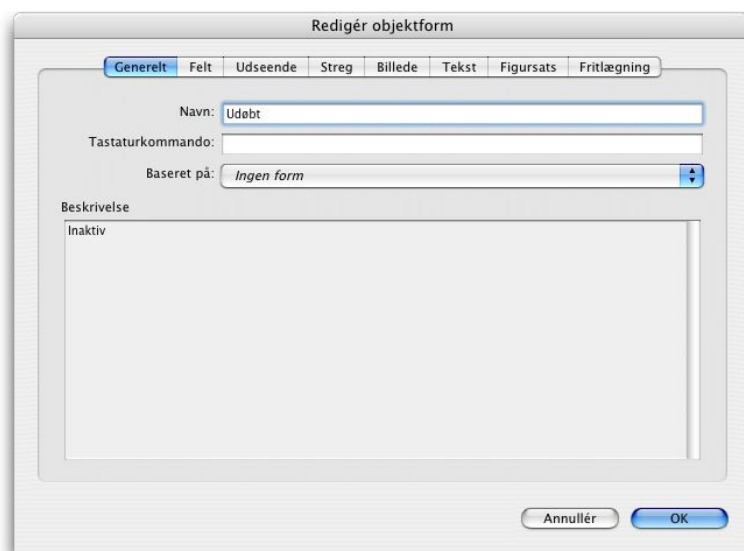 Redigér objektform
Generelt Felt Udseende Streg Billede Tekst Figursats Fritlægning
Navn: Udøbt
Tastaturkommando:
Baseret på: Ingen form
Beskrivelse
Inaktiv
Annullér OK